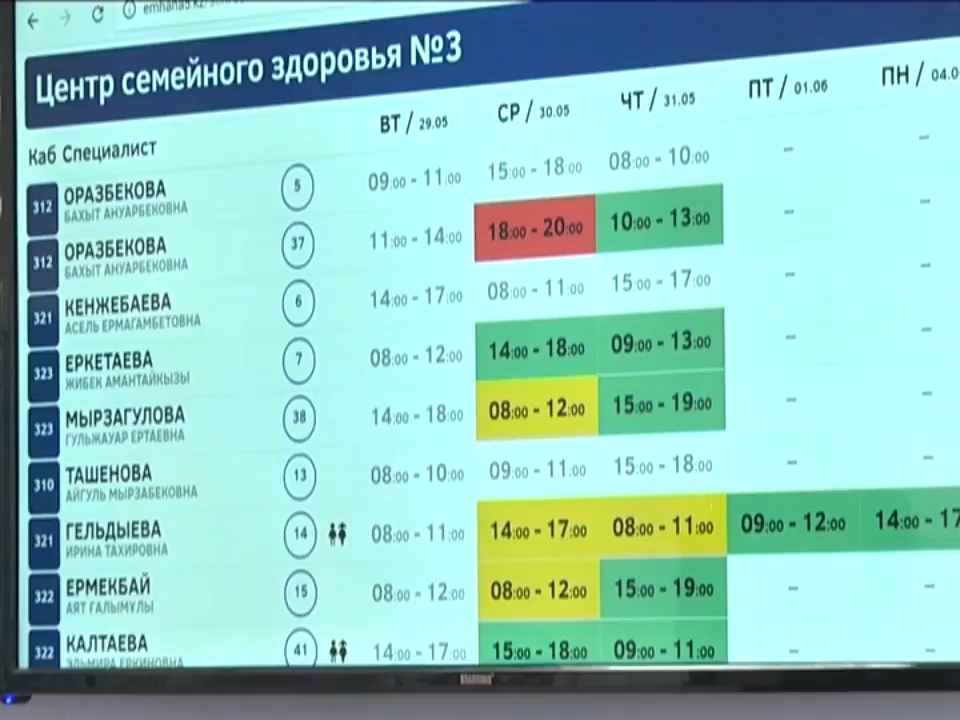 Центр семейного здоровья №3
ВТ / 29.05 СР / 30.05 ЧТ / 31.05 ПТ / 01.06 ПН /
Каб Специалист
312 ОРАЗБЕКОВА 5 09:00 - 11:00 15:00 - 18:00 08:00 - 10:00 – –
БАХЫТ АНУАРБЕКОВНА
312 ОРАЗБЕКОВА 37 11:00 - 14:00 18:00 - 20:00 10:00 - 13:00 – –
БАХЫТ АНУАРБЕКОВНА
321 КЕНЖЕБАЕВА 6 14:00 - 17:00 08:00 - 11:00 15:00 - 17:00 – –
АСЕЛЬ ЕРМАГАМБЕТОВНА
323 ЕРКЕТАЕВА 7 08:00 - 12:00 14:00 - 18:00 09:00 - 13:00 – –
ЖИБЕК АМАНТАЙКЫЗЫ
323 МЫРЗАГУЛОВА 38 14:00 - 18:00 08:00 - 12:00 15:00 - 19:00 – –
ГУЛЬЖАУАР ЕРТАЕВНА
310 ТАШЕНОВА 13 08:00 - 10:00 09:00 - 11:00 15:00 - 18:00 – –
АЙГУЛЬ МЫРЗАБЕКОВНА
321 ГЕЛЬДЫЕВА 14 08:00 - 11:00 14:00 - 17:00 08:00 - 11:00 09:00 - 12:00 14:00 - 17
ИРИНА ТАХИРОВНА
322 ЕРМЕКБАЙ 15 08:00 - 12:00 08:00 - 12:00 15:00 - 19:00 – –
АЯТ ГАЛЫМУЛЫ
322 КАЛТАЕВА 41 14:00 - 17:00 15:00 - 18:00 09:00 - 11:00 – –
ЭЛЬМИРА ЕРКИНОВНА